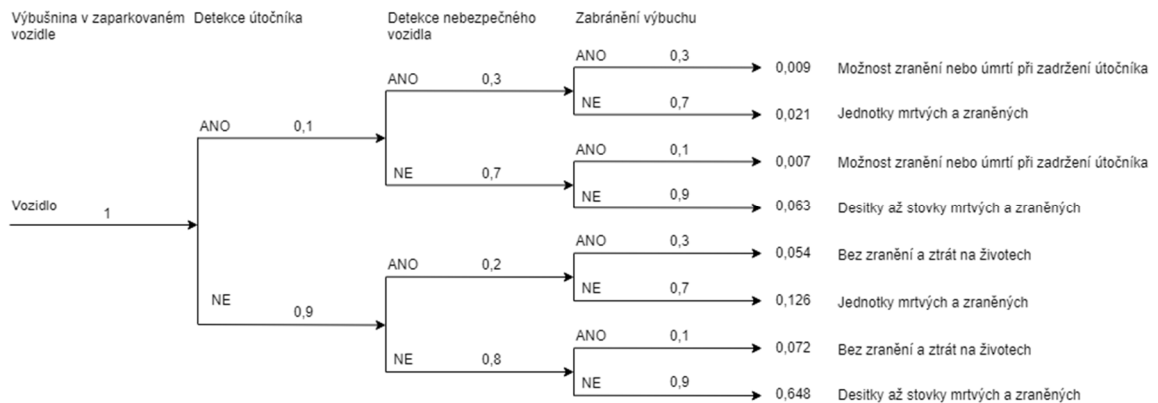 Výbušnina v zaparkovaném
vozidle
Detekce útočníka
Detekce nebezpečného
vozidla
Zabránění výbuchu
ANO 0,3 0,009 Možnost zranění nebo úmrtí při zadržení útočníka
ANO 0,3
NE 0,7 0,021 Jednotky mrtvých a zraněných
ANO 0,1
ANO 0,1 0,007 Možnost zranění nebo úmrtí při zadržení útočníka
NE 0,7
NE 0,9 0,063 Desitky až stovky mrtvých a zraněných
Vozidlo 1
ANO 0,3 0,054 Bez zranění a ztrát na životech
ANO 0,2
NE 0,7 0,126 Jednotky mrtvých a zraněných
NE 0,9
ANO 0,1 0,072 Bez zranění a ztrát na životech
NE 0,8
NE 0,9 0,648 Desitky až stovky mrtvých a zraněných